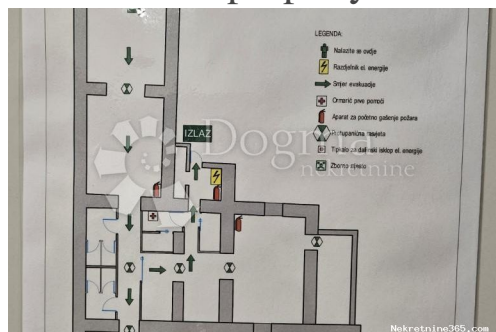 LEGENDA:
Nalazite se ovdje
Razdjelnik el. energije
Smjer evakuacije
Ormarić prve pomoći
Aparat za početno gašenje požara
Protupanična rasvjeta
Tipkalo za daljinski isklop el. energije
Zborno mjesto
IZLAZ
Dogma
nekretnine
Nekretnine365.com